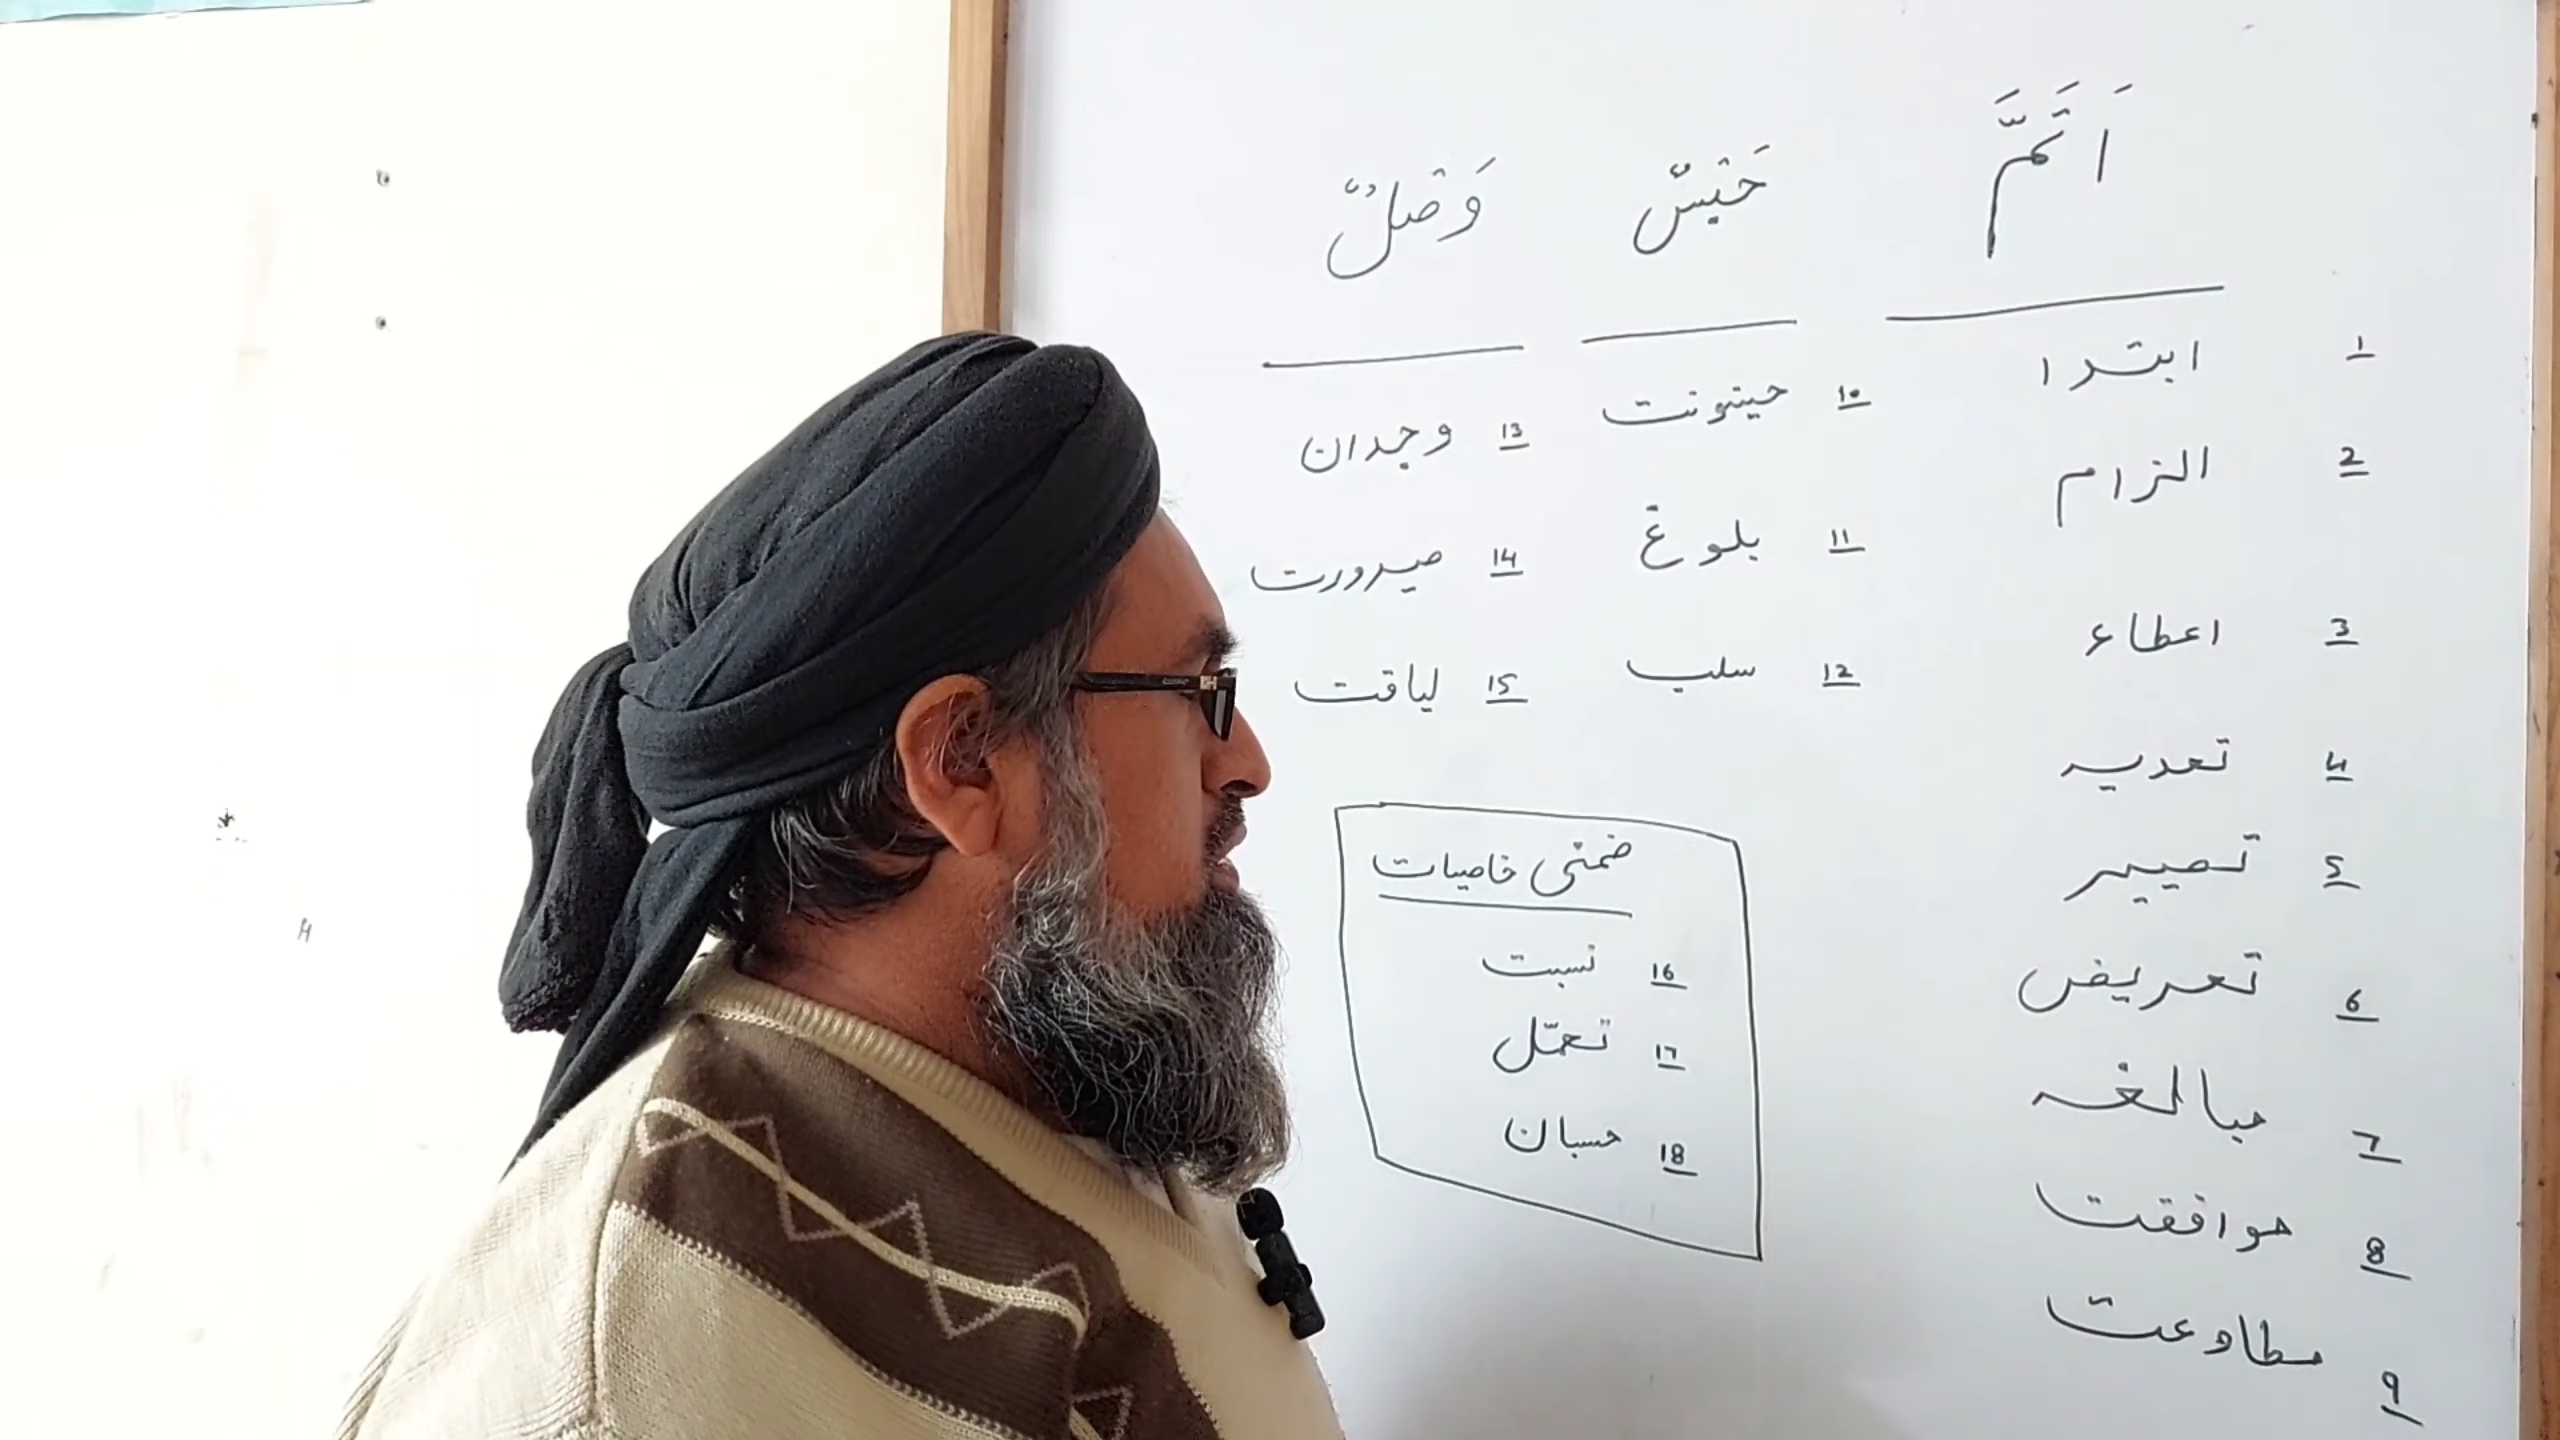 اَتَمَّ
1 ابتدا
2 الزام
3 اعطاء
4 تعدیہ
5 تصییر
6 تعریض
7 مبالغہ
8 موافقت
9 مطاوعت
حَبْسٌ
10 حینونت
11 بلوغ
12 سلب
وَصْلٌ
13 وجدان
14 صیرورت
15 لیاقت
ضمنی خاصیات
16 نسبت
17 تحمّل
18 حسبان